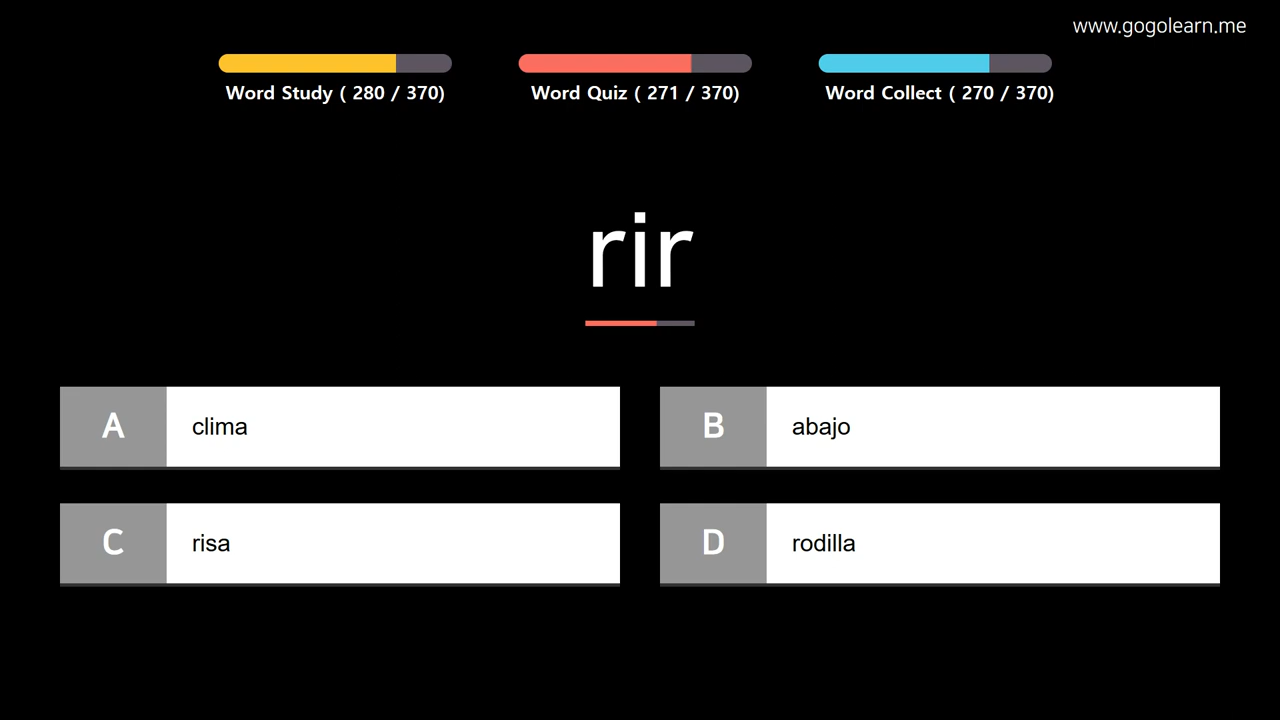 www.gogolearn.me
Word Study ( 280 / 370)
Word Quiz ( 271 / 370)
Word Collect ( 270 / 370)
rir
A clima
B abajo
C risa
D rodilla